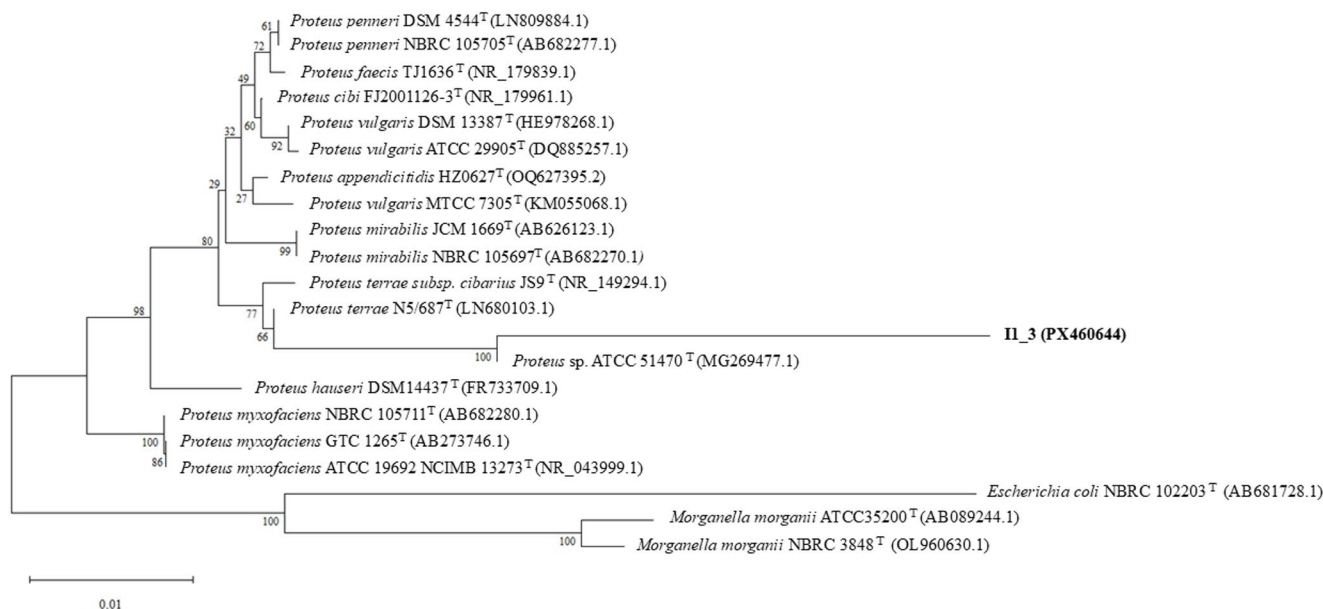 Proteus penneri DSM 4544ᵀ (LN809884.1)
Proteus penneri NBRC 105705ᵀ (AB682277.1)
Proteus faecis TJ1636ᵀ (NR_179839.1)
Proteus cibi FJ2001126-3ᵀ (NR_179961.1)
Proteus vulgaris DSM 13387ᵀ (HE978268.1)
Proteus vulgaris ATCC 29905ᵀ (DQ885257.1)
Proteus appendicitidis HZ0627ᵀ (OQ627395.2)
Proteus vulgaris MTCC 7305ᵀ (KM055068.1)
Proteus mirabilis JCM 1669ᵀ (AB626123.1)
Proteus mirabilis NBRC 105697ᵀ (AB682270.1)
Proteus terrae subsp. cibarius JS9ᵀ (NR_149294.1)
Proteus terrae N5/687ᵀ (LN680103.1)
I1_3 (PX460644)
Proteus sp. ATCC 51470 ᵀ (MG269477.1)
Proteus hauseri DSM14437ᵀ (FR733709.1)
Proteus myxofaciens NBRC 105711ᵀ (AB682280.1)
Proteus myxofaciens GTC 1265ᵀ (AB273746.1)
Proteus myxofaciens ATCC 19692 NCIMB 13273ᵀ (NR_043999.1)
Escherichia coli NBRC 102203ᵀ (AB681728.1)
Morganella morganii ATCC35200ᵀ (AB089244.1)
Morganella morganii NBRC 3848ᵀ (OL960630.1)
61
72
49
60
32
92
29
27
80
99
77
98
66
100
100
86
100
100
0.01